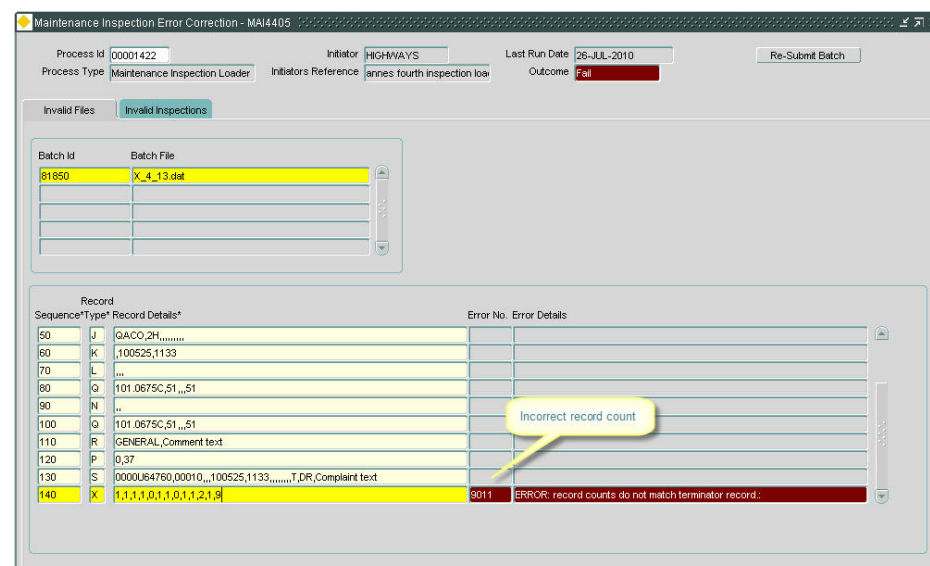 Maintenance Inspection Error Correction - MAI4405
Process Id 00001422 Initiator HIGHWAYS Last Run Date 26-JUL-2010 Re-Submit Batch
Process Type Maintenance Inspection Loader Initiators Reference annes fourth inspection loa Outcome Fail
Invalid Files Invalid Inspections
Batch Id Batch File
81850 X_4_13.dat
Record
Sequence* Type* Record Details* Error No. Error Details
50 J QACO,2H,,,,,,,,,
60 K ,100525,1133
70 L ,,,
80 Q 101.0675C,51,,,51
90 N ,,
Incorrect record count
100 Q 101.0675C,51,,,51
110 R GENERAL,Comment text
120 P 0,37
130 S 0000U64760,00010,,,100525,1133,,,,,,,,T,DR,Complaint text
140 X 1,1,1,1,0,1,1,0,1,1,2,1,9 9011 ERROR: record counts do not match terminator record.: